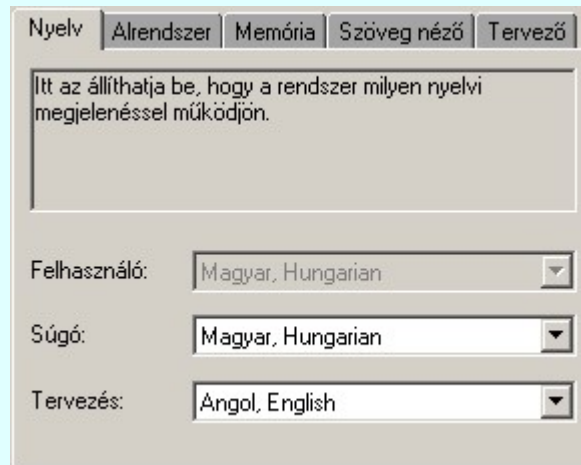 Nyelv Alrendszer Memória Szöveg néző Tervező
Itt az állíthatja be, hogy a rendszer milyen nyelvi
megjelenéssel működjön.
Felhasználó: Magyar, Hungarian
Súgó: Magyar, Hungarian
Tervezés: Angol, English